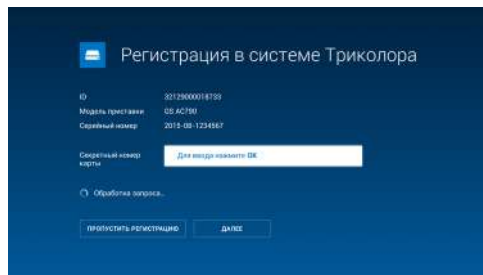 Регистрация в системе Триколора
ID 32129000018733
Модель приставки GS AC790
Серийный номер 2015-08-1234567
Секретный номер
карты
Для ввода нажмите OK
Обработка запроса...
ПРОПУСТИТЬ РЕГИСТРАЦИЮ ДАЛЕЕ